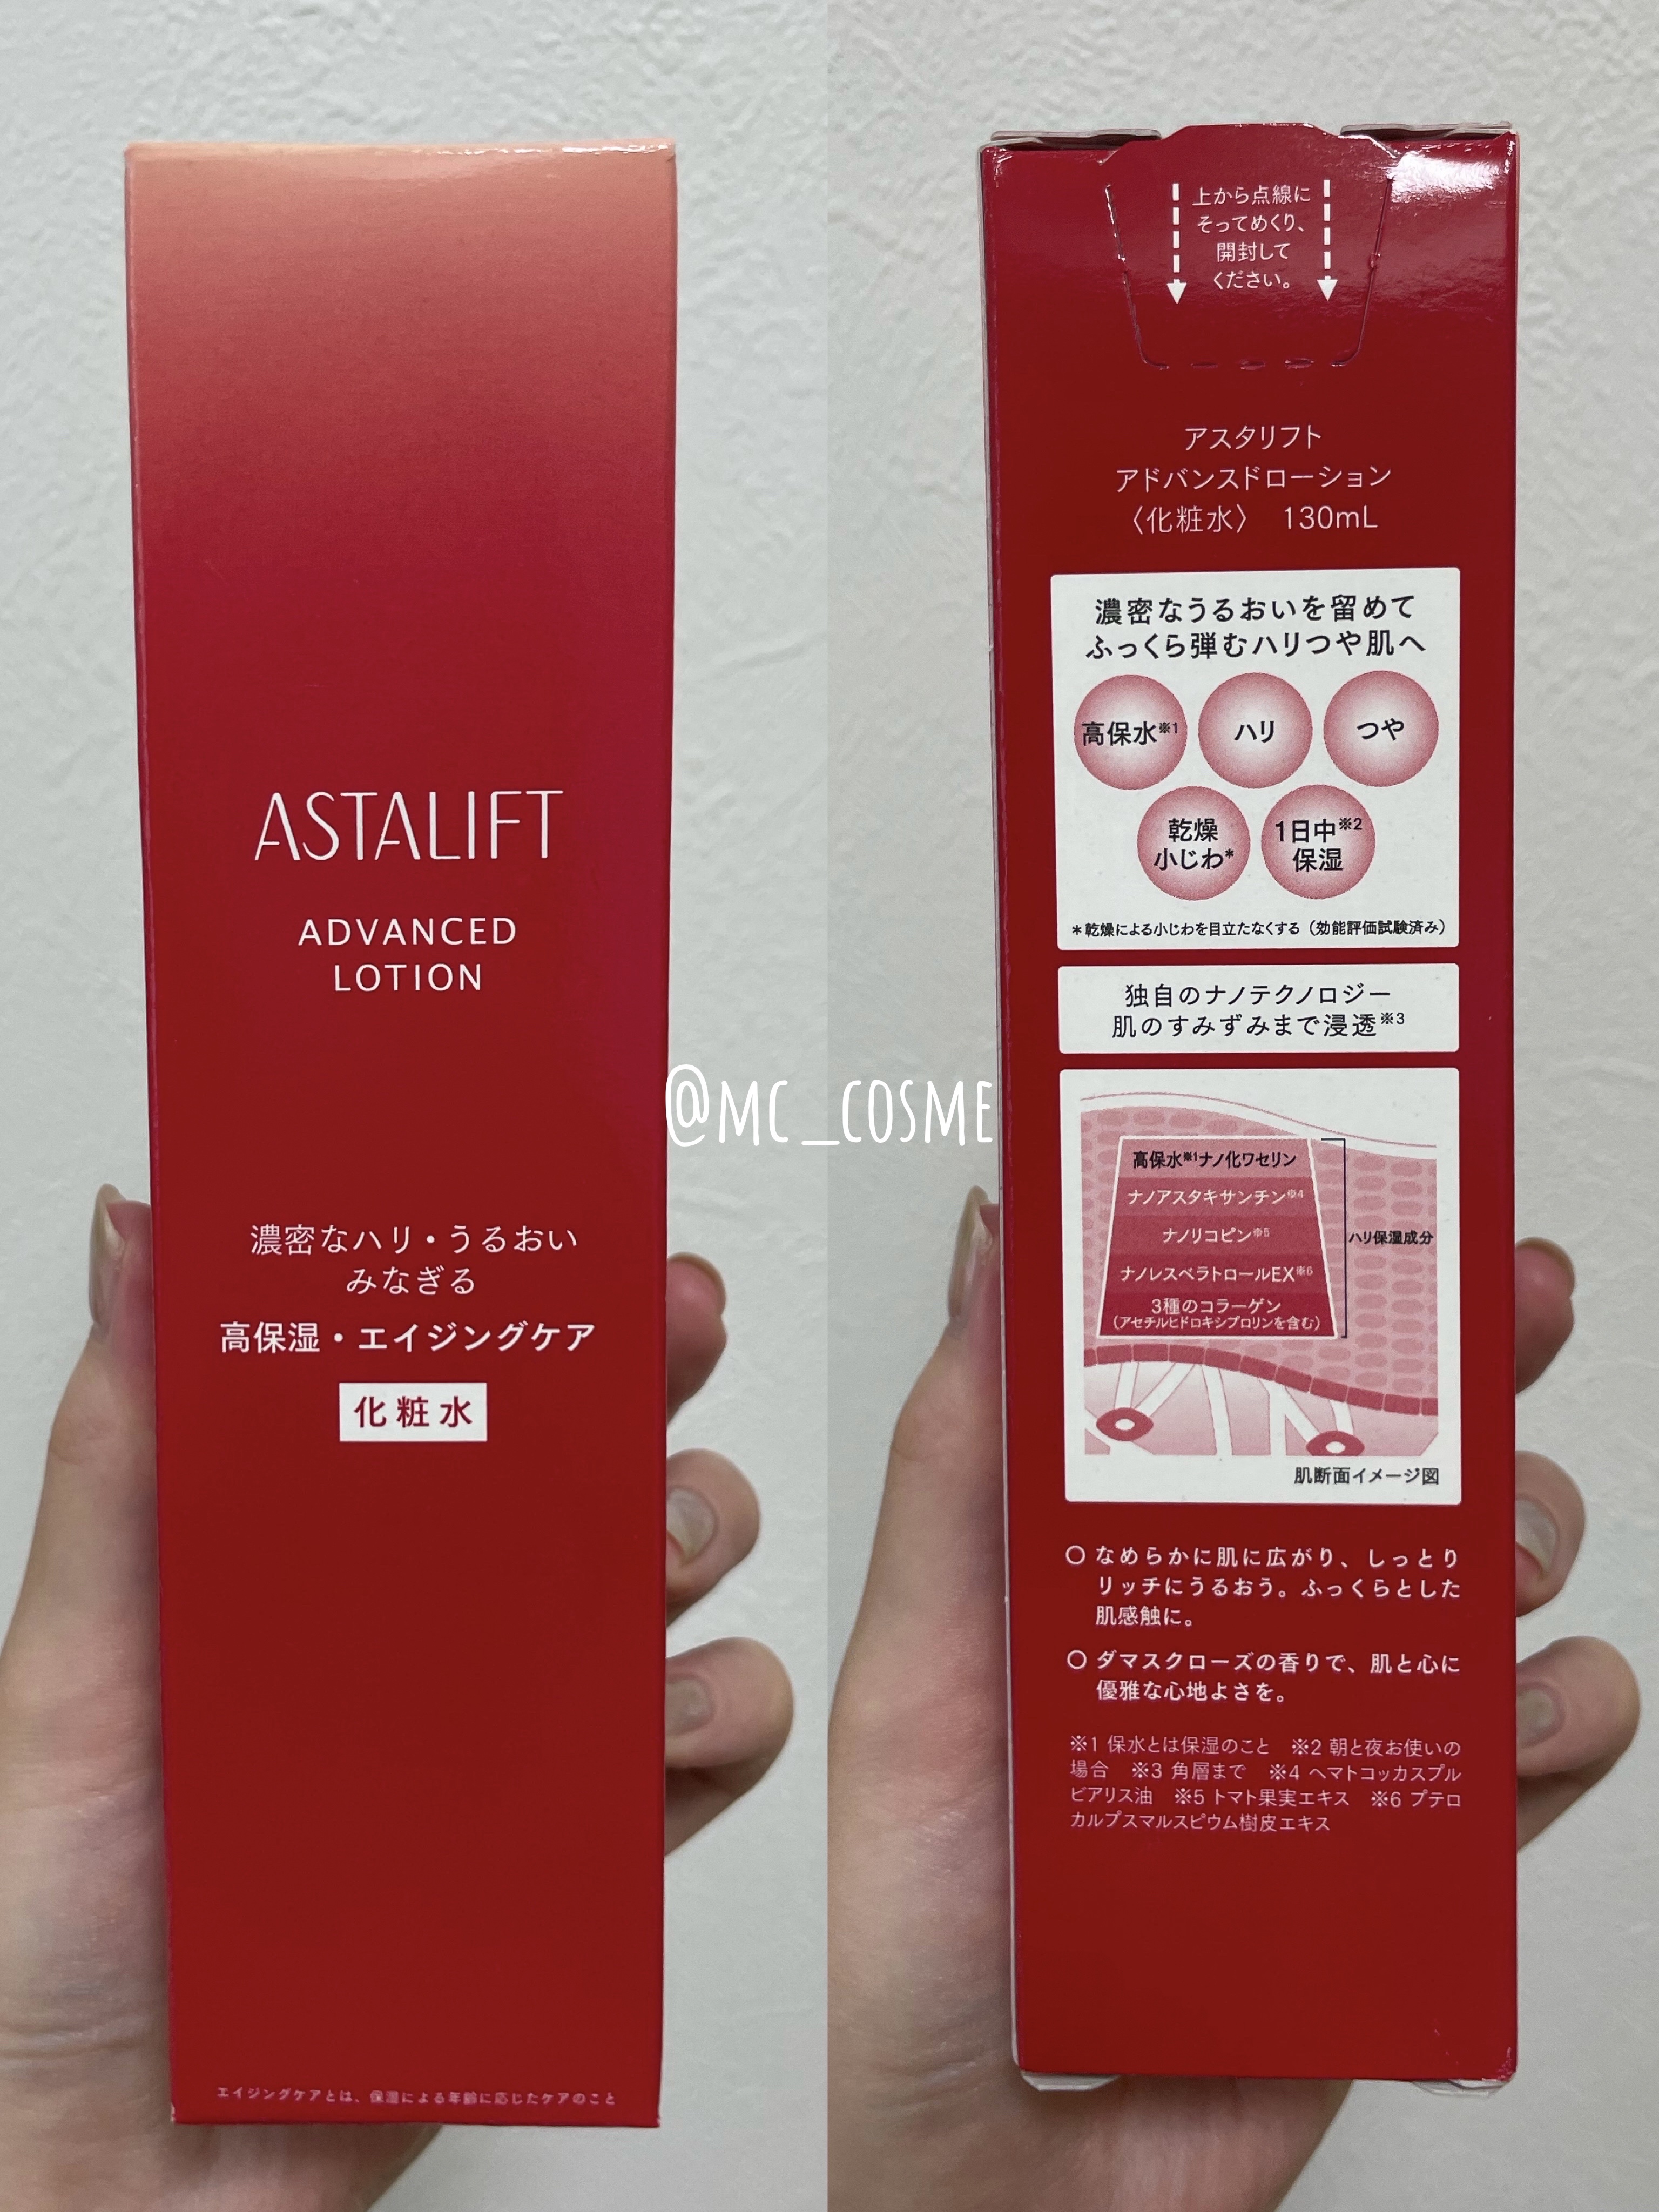 ASTALIFT
ADVANCED
LOTION
濃密なハリ・うるおい
みなぎる
高保湿・エイジングケア
化粧水
エイジングケアとは、保湿による年齢に応じたケアのこと
@MC_COSME
上から点線に
そってめくり、
開封して
ください。
アスタリフト
アドバンスドローション
〈化粧水〉 130mL
濃密なうるおいを留めて
ふっくら弾むハリつや肌へ
高保水※1
ハリ
つや
乾燥
小じわ*
1日中※2
保湿
*乾燥による小じわを目立たなくする（効能評価試験済み）
独自のナノテクノロジー
肌のすみずみまで浸透※3
高保水※1ナノ化ワセリン
ナノアスタキサンチン※4
ナノリコピン※5
ナノレスベラトロールEX※6
3種のコラーゲン
（アセチルヒドロキシプロリンを含む）
ハリ保湿成分
肌断面イメージ図
○ なめらかに肌に広がり、しっとり
リッチにうるおう。ふっくらとした
肌感触に。
○ ダマスクローズの香りで、肌と心に
優雅な心地よさを。
※1 保水とは保湿のこと ※2 朝と夜お使いの
場合 ※3 角層まで ※4 ヘマトコッカスプル
ビアリス油 ※5 トマト果実エキス ※6 プテロ
カルプスマルスピウム樹皮エキス